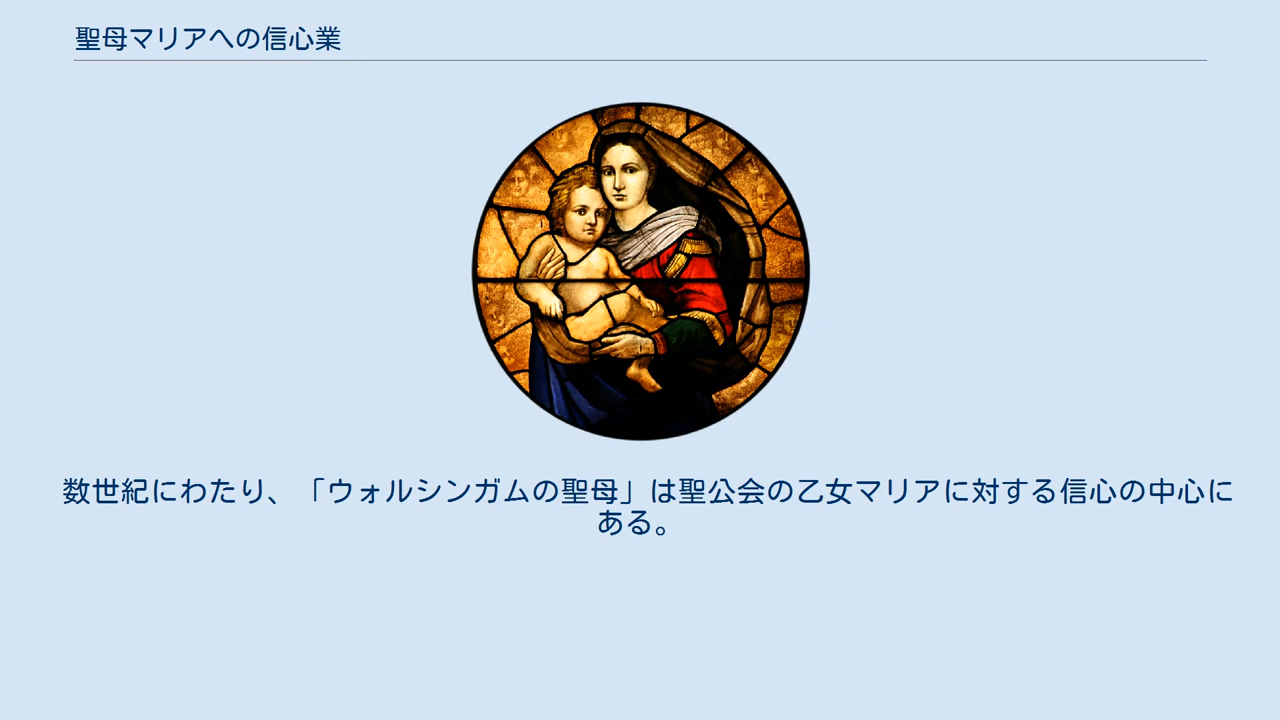 聖母マリアへの信心業
数世紀にわたり、「ウォルシンガムの聖母」は聖公会の乙女マリアに対する信心の中心に
ある。